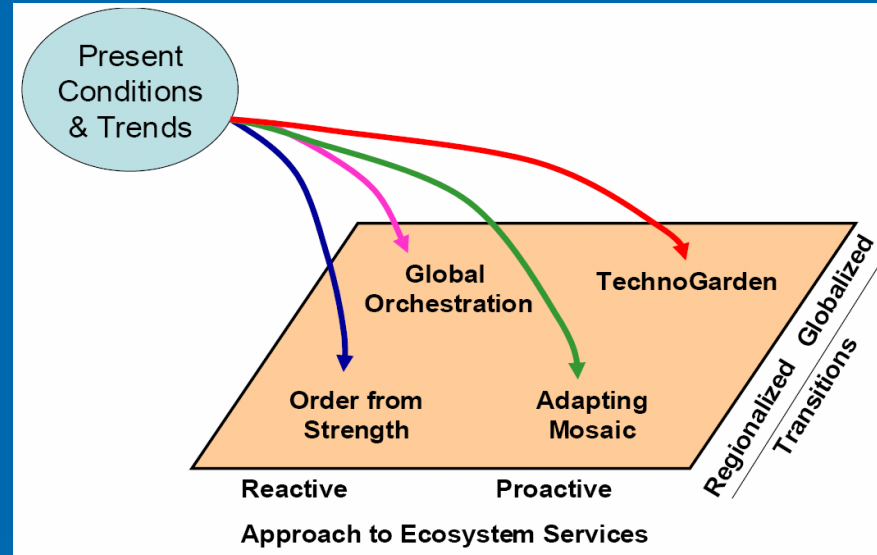 Present
Conditions
& Trends
Global
Orchestration
TechnoGarden
Order from
Strength
Adapting
Mosaic
Regionalized Globalized
Transitions
Reactive
Proactive
Approach to Ecosystem Services